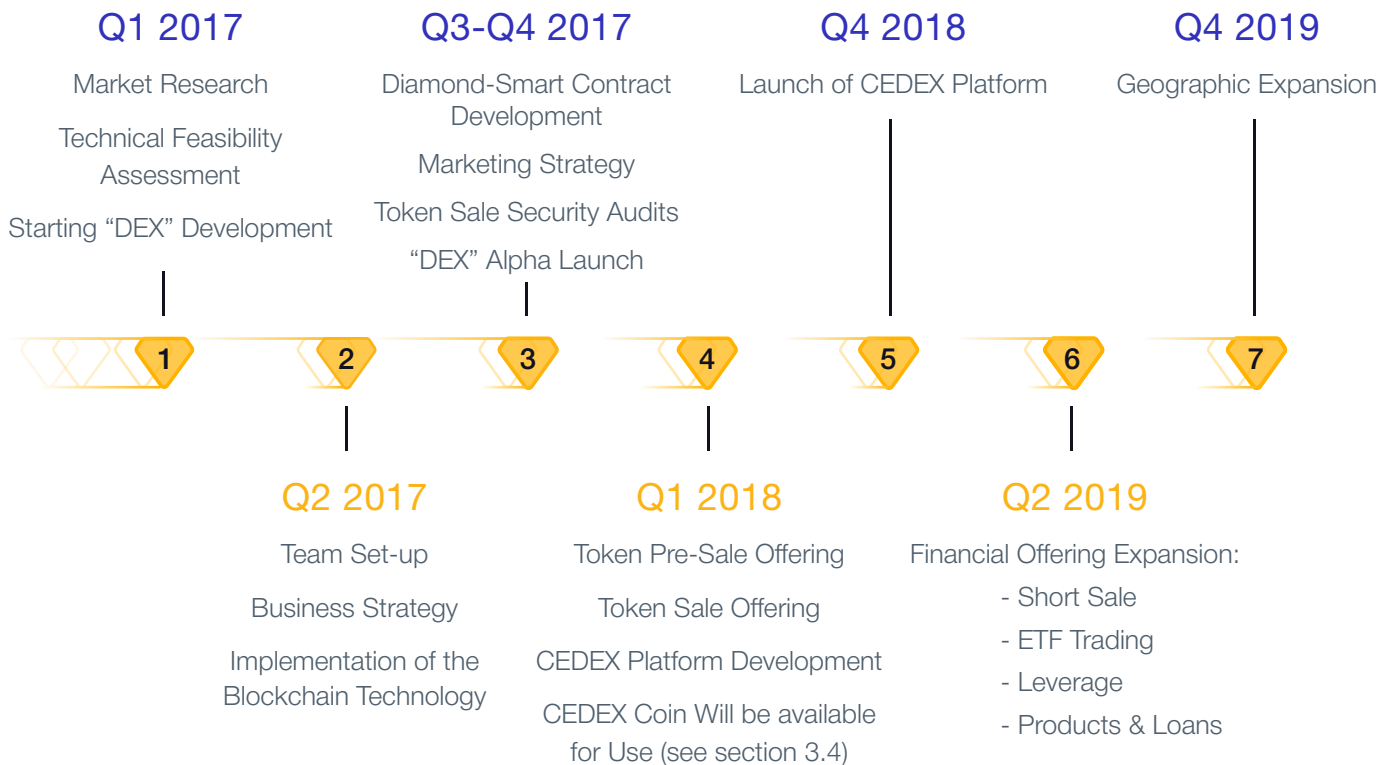 Q1 2017
Market Research
Technical Feasibility
Assessment
Starting “DEX” Development
Q3-Q4 2017
Diamond-Smart Contract
Development
Marketing Strategy
Token Sale Security Audits
“DEX” Alpha Launch
Q4 2018
Launch of CEDEX Platform
Q4 2019
Geographic Expansion
1
2
3
4
5
6
7
Q2 2017
Team Set-up
Business Strategy
Implementation of the
Blockchain Technology
Q1 2018
Token Pre-Sale Offering
Token Sale Offering
CEDEX Platform Development
CEDEX Coin Will be available
for Use (see section 3.4)
Q2 2019
Financial Offering Expansion:
- Short Sale
- ETF Trading
- Leverage
- Products & Loans